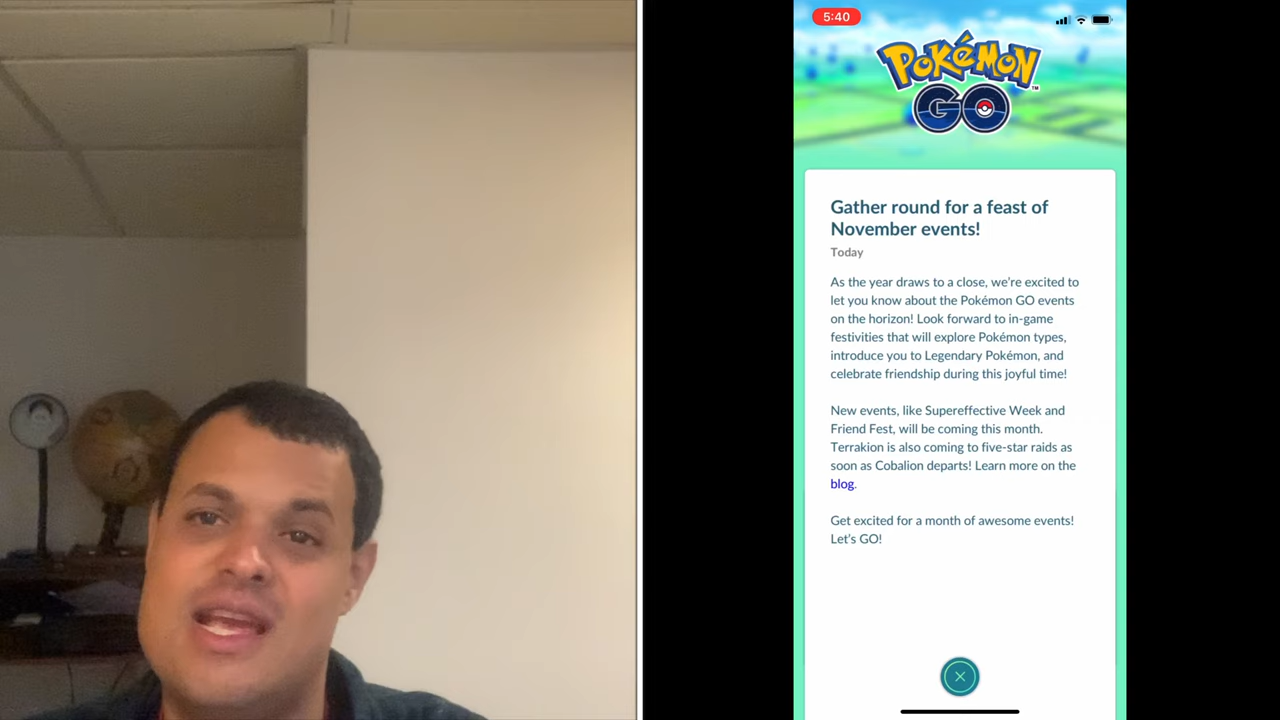 5:40
Pokémon
GO
Gather round for a feast of
November events!
Today
As the year draws to a close, we're excited to
let you know about the Pokémon GO events
on the horizon! Look forward to in-game
festivities that will explore Pokémon types,
introduce you to Legendary Pokémon, and
celebrate friendship during this joyful time!
New events, like Supereffective Week and
Friend Fest, will be coming this month.
Terrakion is also coming to five-star raids as
soon as Cobalion departs! Learn more on the
blog.
Get excited for a month of awesome events!
Let's GO!